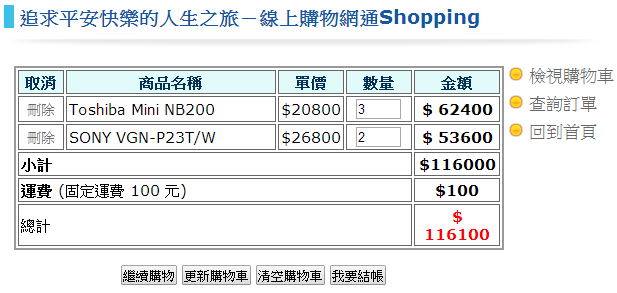 追求平安快樂的人生之旅－線上購物網通Shopping
取消 商品名稱 單價 數量 金額
刪除 Toshiba Mini NB200 $20800 3 $ 62400
刪除 SONY VGN-P23T/W $26800 2 $ 53600
小計 $116000
運費 (固定運費 100 元) $100
總計 $ 116100
繼續購物 更新購物車 清空購物車 我要結帳
檢視購物車
查詢訂單
回到首頁